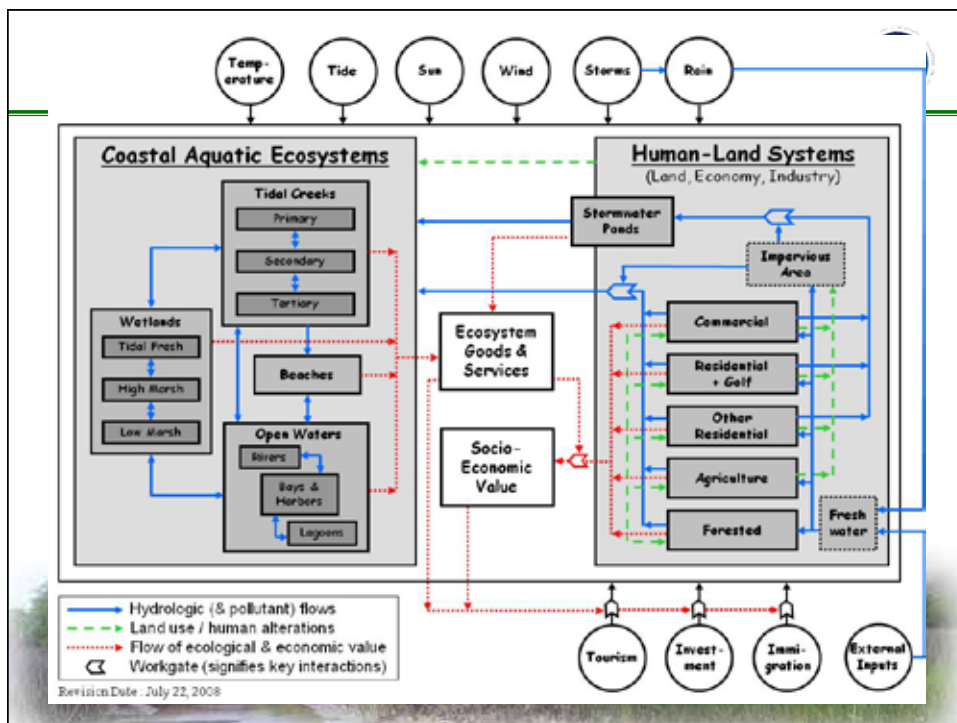 Temp-
erature
Tide
Sun
Wind
Storms
Rain
Coastal Aquatic Ecosystems
Human-Land Systems
(Land, Economy, Industry)
Tidal Creeks
Primary
Secondary
Tertiary
Stormwater
Ponds
Impervious
Area
Wetlands
Tidal Fresh
High Marsh
Low Marsh
Beaches
Open Waters
Rivers
Bays &
Harbors
Lagoons
Ecosystem
Goods &
Services
Socio-
Economic
Value
Commercial
Residential
+ Golf
Other
Residential
Agriculture
Forested
Fresh
water
Hydrologic (& pollutant) flows
Land use / human alterations
Flow of ecological & economic value
Workgate (signifies key interactions)
Tourism
Invest-
ment
Immi-
gration
External
Inputs
Revision Date : July 22, 2008